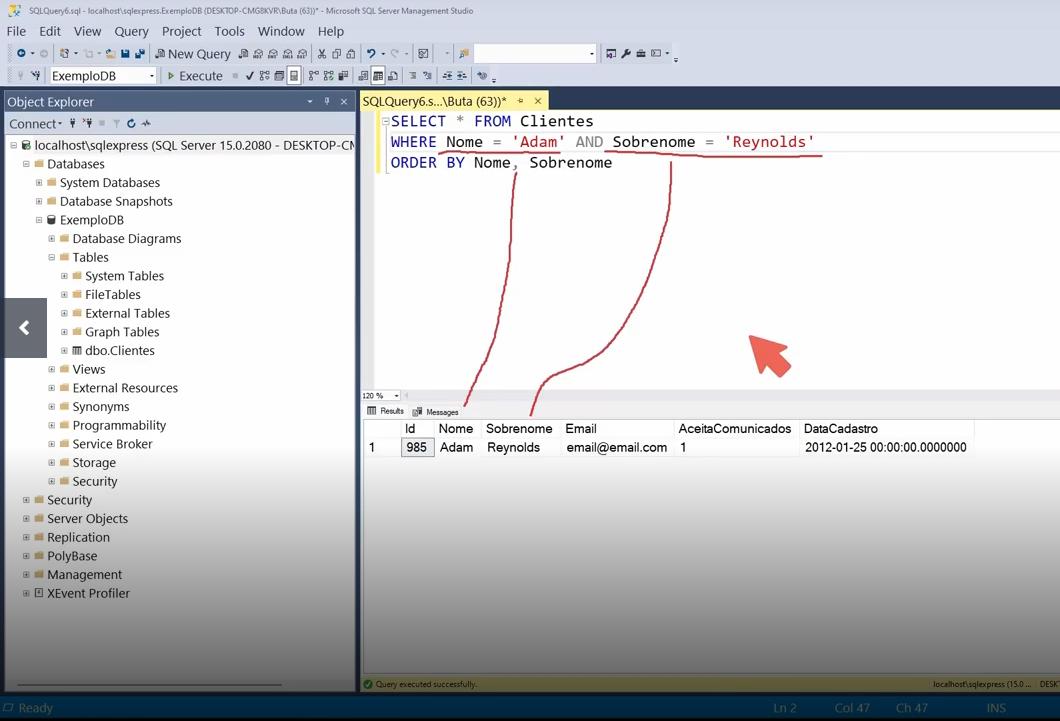 SQLQuery6.sql - localhost\sqlexpress.ExemploDB (DESKTOP-CMG8KVR\Buta (63))* - Microsoft SQL Server Management Studio
File Edit View Query Project Tools Window Help
New Query
ExemploDB Execute
Object Explorer
Connect
localhost\sqlexpress (SQL Server 15.0.2080 - DESKTOP-CM
Databases
System Databases
Database Snapshots
ExemploDB
Database Diagrams
Tables
System Tables
FileTables
External Tables
Graph Tables
dbo.Clientes
Views
External Resources
Synonyms
Programmability
Service Broker
Storage
Security
Security
Server Objects
Replication
PolyBase
Management
XEvent Profiler
SQLQuery6.s...\Buta (63))*
SELECT * FROM Clientes
WHERE Nome = 'Adam' AND Sobrenome = 'Reynolds'
ORDER BY Nome, Sobrenome
120 %
Results Messages
Id Nome Sobrenome Email AceitaComunicados DataCadastro
1 985 Adam Reynolds email@email.com 1 2012-01-25 00:00:00.0000000
Query executed successfully. localhost\sqlexpress (15.0 ... DESKT
Ready Ln 2 Col 47 Ch 47 INS